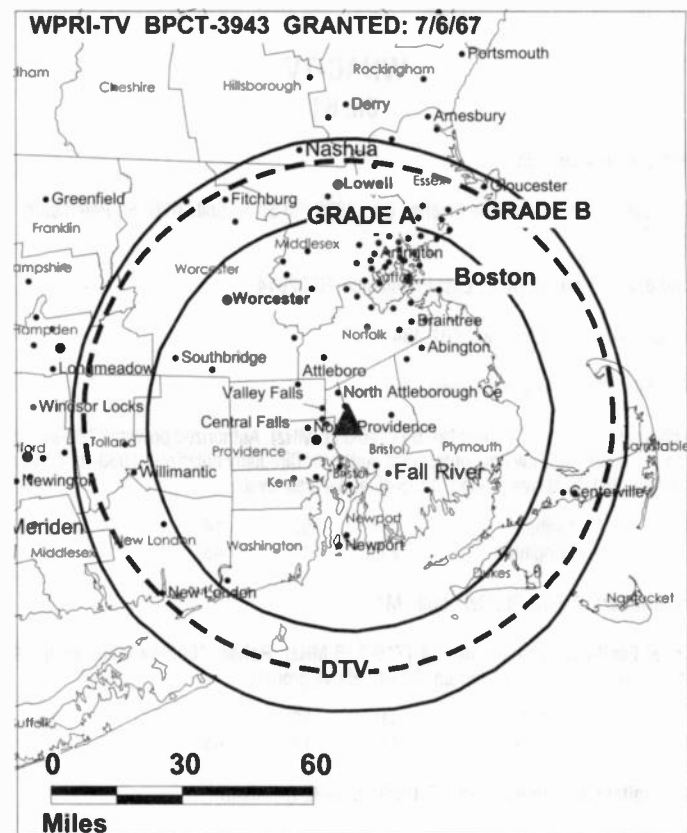 WPRI-TV BPCT-3943 GRANTED: 7/6/67
Portsmouth
Rockingham
Cheshire
Hillsborough
Derry
Amesbury
Nashua
Lowell
Essex
Gloucester
Greenfield
Fitchburg
Franklin
GRADE A
GRADE B
Middlesex
Arlington
Worcester
Boston
Worcester
Norfolk
Braintree
Abington
Southbridge
Attleboro
Longmeadow
Valley Falls
North Attleborough Ce
Windsor Locks
Central Falls
Providence
Tolland
Providence
Bristol
Plymouth
Barnstable
Willimantic
Fall River
Newington
Kent
Bristol
Centerville
Meriden
Newport
New London
Middlesex
Washington
Newport
Dukes
New London
Nantucket
DTV
0 30 60
Miles